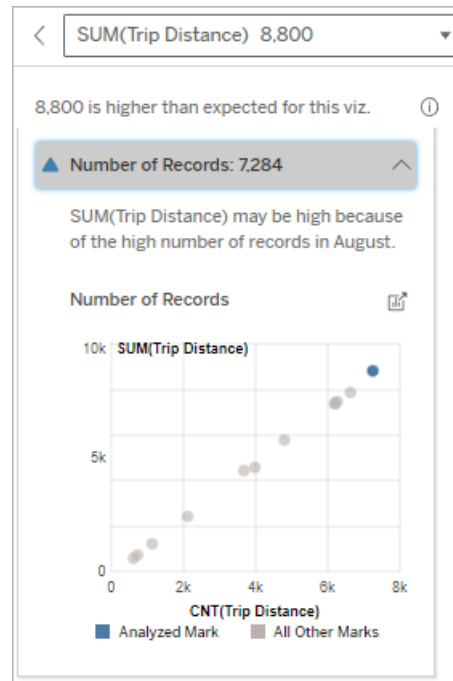 SUM(Trip Distance) 8,800
8,800 is higher than expected for this viz.
Number of Records: 7,284
SUM(Trip Distance) may be high because
of the high number of records in August.
Number of Records
10k
SUM(Trip Distance)
5k
0
0 2k 4k 6k 8k
CNT(Trip Distance)
Analyzed Mark All Other Marks